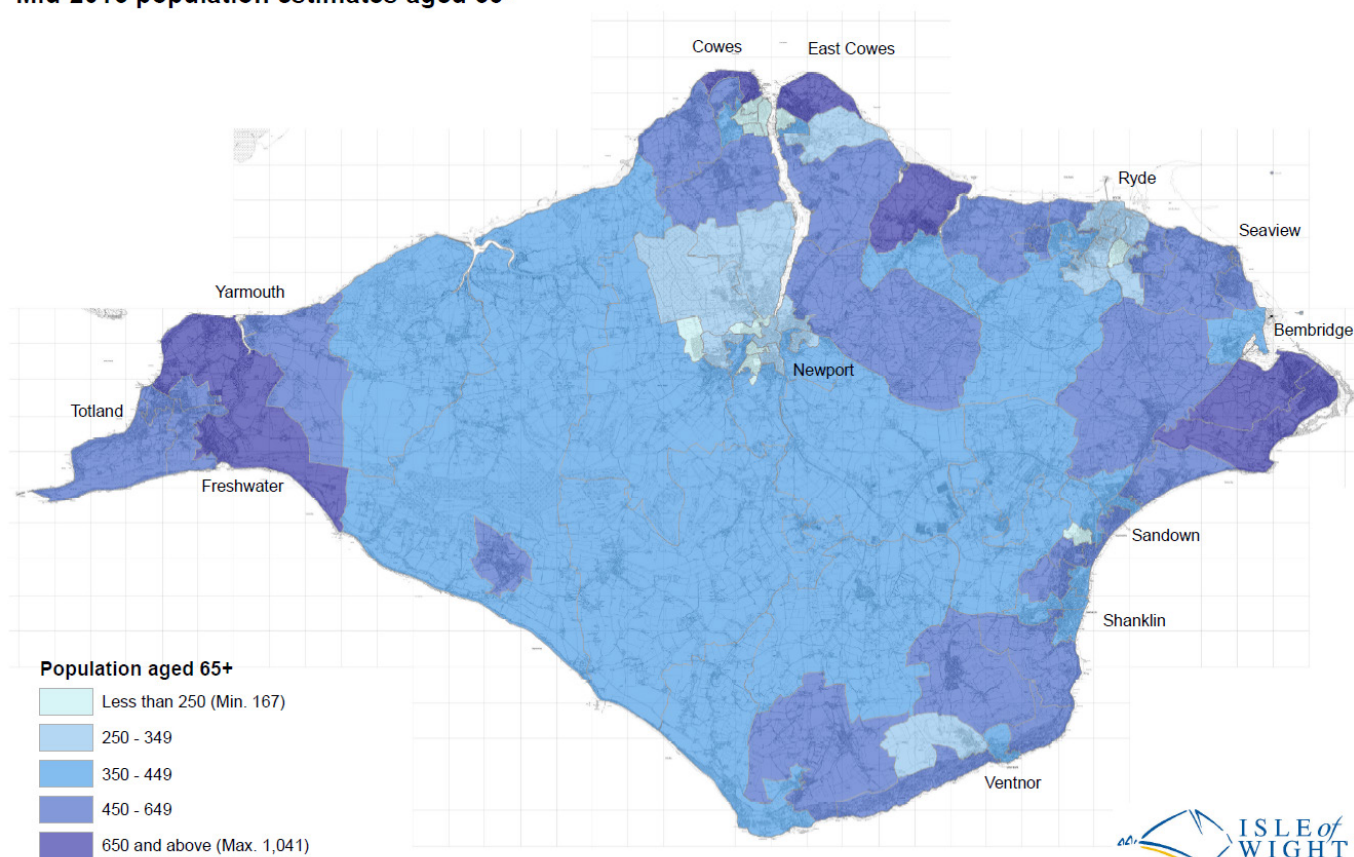 Cowes
East Cowes
Ryde
Seaview
Yarmouth
Bembridge
Newport
Totland
Freshwater
Sandown
Shanklin
Population aged 65+
Less than 250 (Min. 167)
250 - 349
350 - 449
Ventnor
450 - 649
650 and above (Max. 1,041)
ISLE of
WIGHT